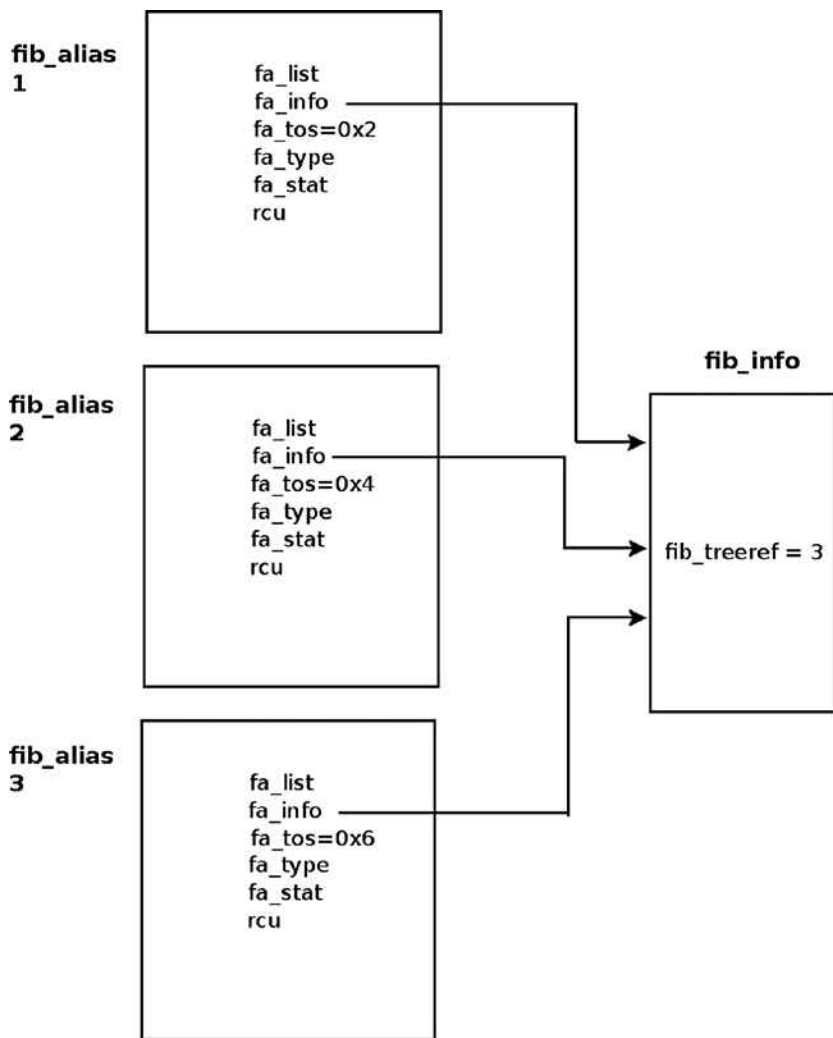 fib_alias
1
fa_list
fa_info
fa_tos=0x2
fa_type
fa_stat
rcu
fib_alias
2
fa_list
fa_info
fa_tos=0x4
fa_type
fa_stat
rcu
fib_alias
3
fa_list
fa_info
fa_tos=0x6
fa_type
fa_stat
rcu
fib_info
fib_treeref = 3